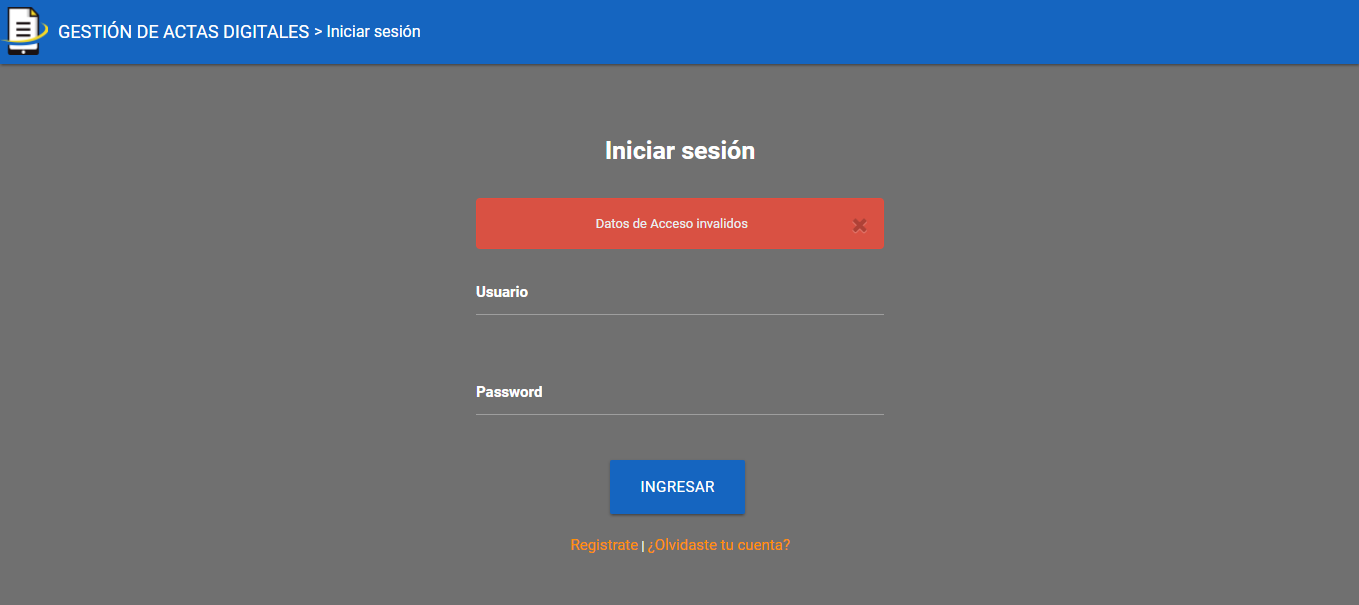 GESTIÓN DE ACTAS DIGITALES > Iniciar sesión
Iniciar sesión
Datos de Acceso invalidos
Usuario
Password
INGRESAR
Registrate | ¿Olvidaste tu cuenta?